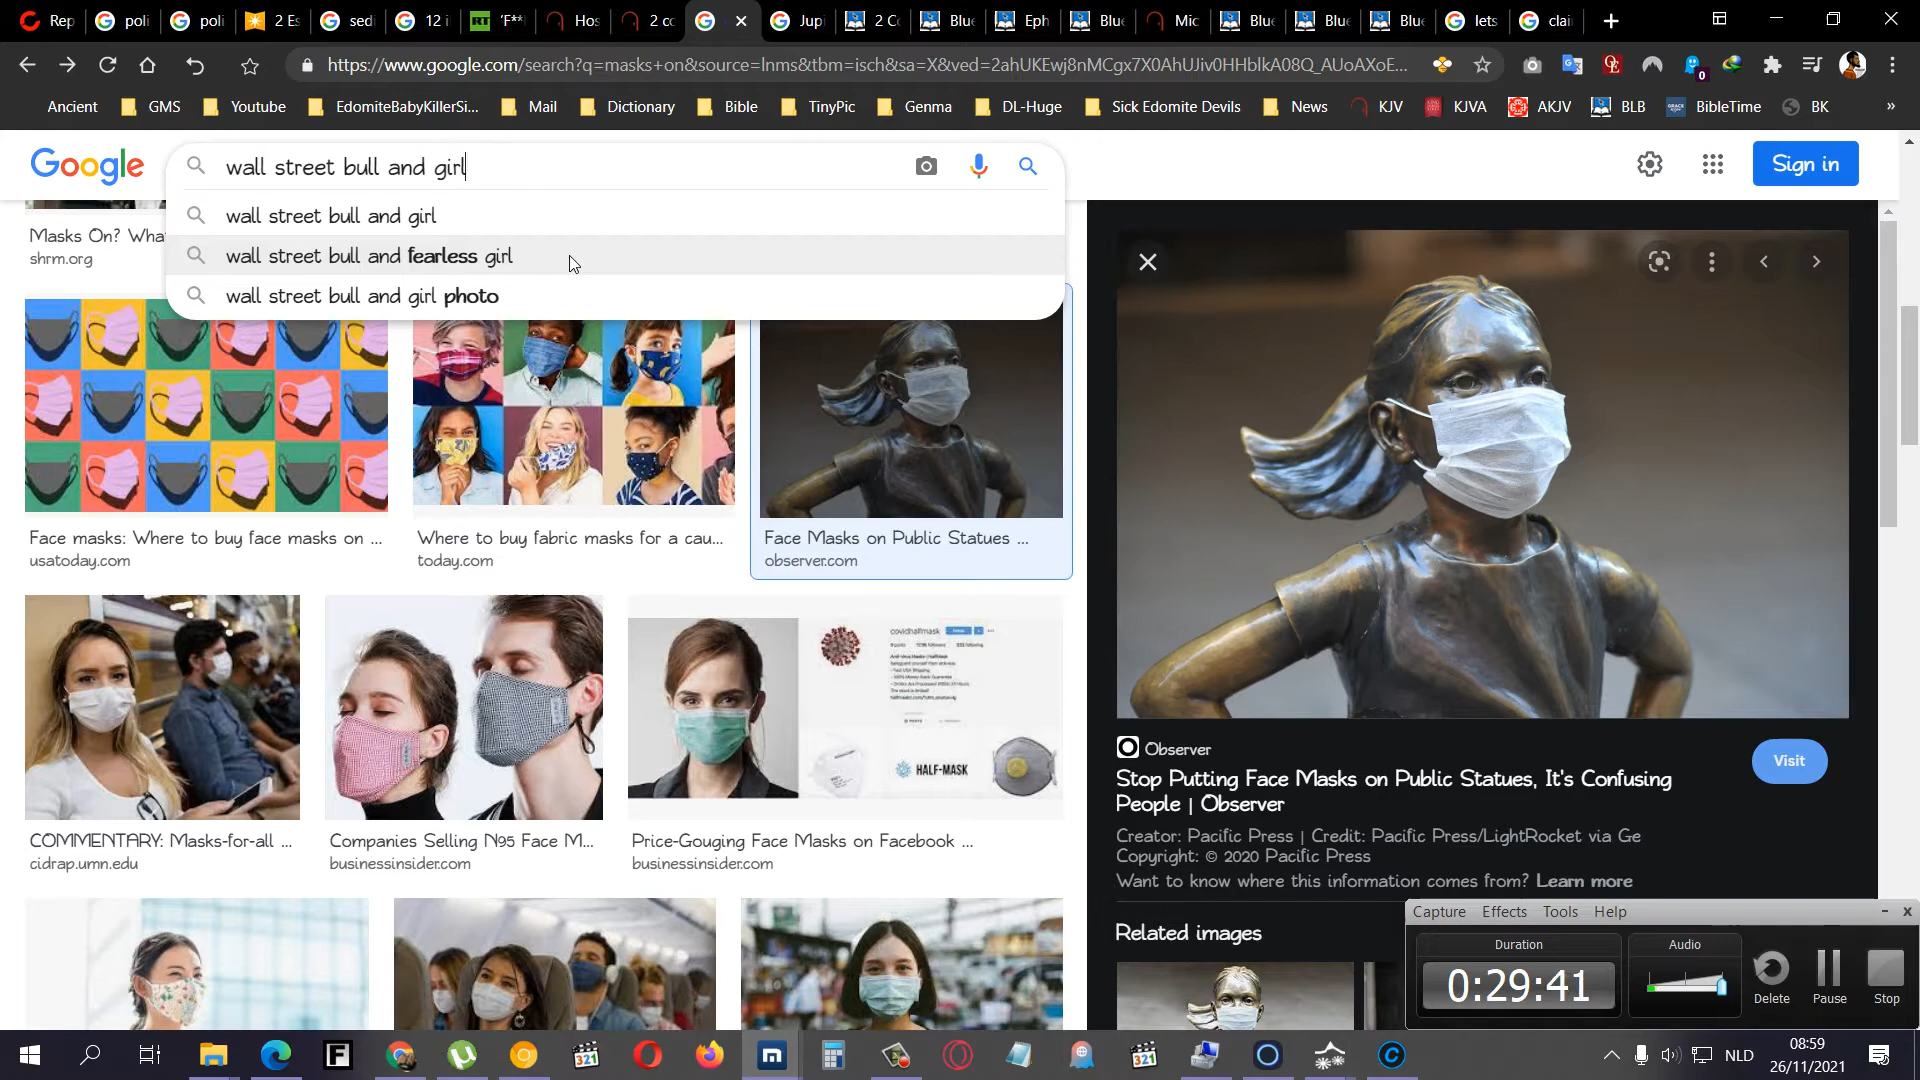 Rep
poli
poli
2 Es
sedi
12 i
RT 'F**
Hos
2 co
Jupi
2 Co
Blue
Eph
Blue
Mic
Blue
Blue
Blue
lets
clai
https://www.google.com/search?q=masks+on&source=lnms&tbm=isch&sa=X&ved=2ahUKEwj8nMCgx7X0AhUJiv0HHblkA08Q_AUoAXoE...
0
Ancient
GMS
Youtube
EdomiteBabyKillerSi...
Mail
Dictionary
Bible
TinyPic
Genma
DL-Huge
Sick Edomite Devils
News
KJV
KJVA
AKJV
BLB
BibleTime
BK
»
Google
wall street bull and girl
Sign in
wall street bull and girl
wall street bull and fearless girl
wall street bull and girl photo
Masks On? Wha
shrm.org
Face masks: Where to buy face masks on ...
usatoday.com
Where to buy fabric masks for a cau...
today.com
Face Masks on Public Statues ...
observer.com
covidhalfmask
HALF-MASK
COMMENTARY: Masks-for-all ...
cidrap.umn.edu
Companies Selling N95 Face M...
businessinsider.com
Price-Gouging Face Masks on Facebook ...
businessinsider.com
Observer
Stop Putting Face Masks on Public Statues, It's Confusing
People | Observer
Visit
Creator: Pacific Press | Credit: Pacific Press/LightRocket via Ge
Copyright: © 2020 Pacific Press
Want to know where this information comes from? Learn more
Related images
Capture Effects Tools Help
Duration
Audio
0:29:41
Delete
Pause
Stop
321
321
NLD
08:59
26/11/2021